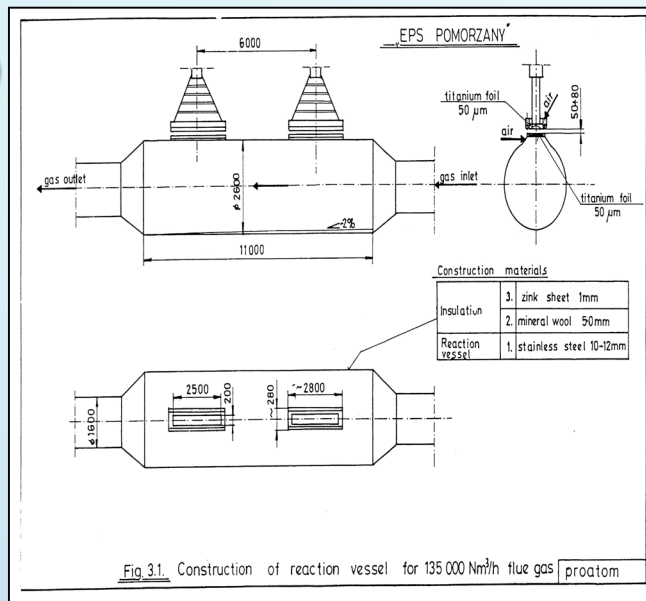 „EPS POMORZANY”
6000
titanium foil
50 µm
air
50÷80
air
gas outlet
ϕ 2600
gas inlet
titanium foil
50 µm
2%
11000
Construction materials
Insulation
3. zink sheet 1mm
2. mineral wool 50mm
Reaction vessel
1. stainless steel 10-12mm
ϕ1600
2500
200
~280
~2800
Fig. 3.1. Construction of reaction vessel for 135 000 Nm³/h flue gas
proatom